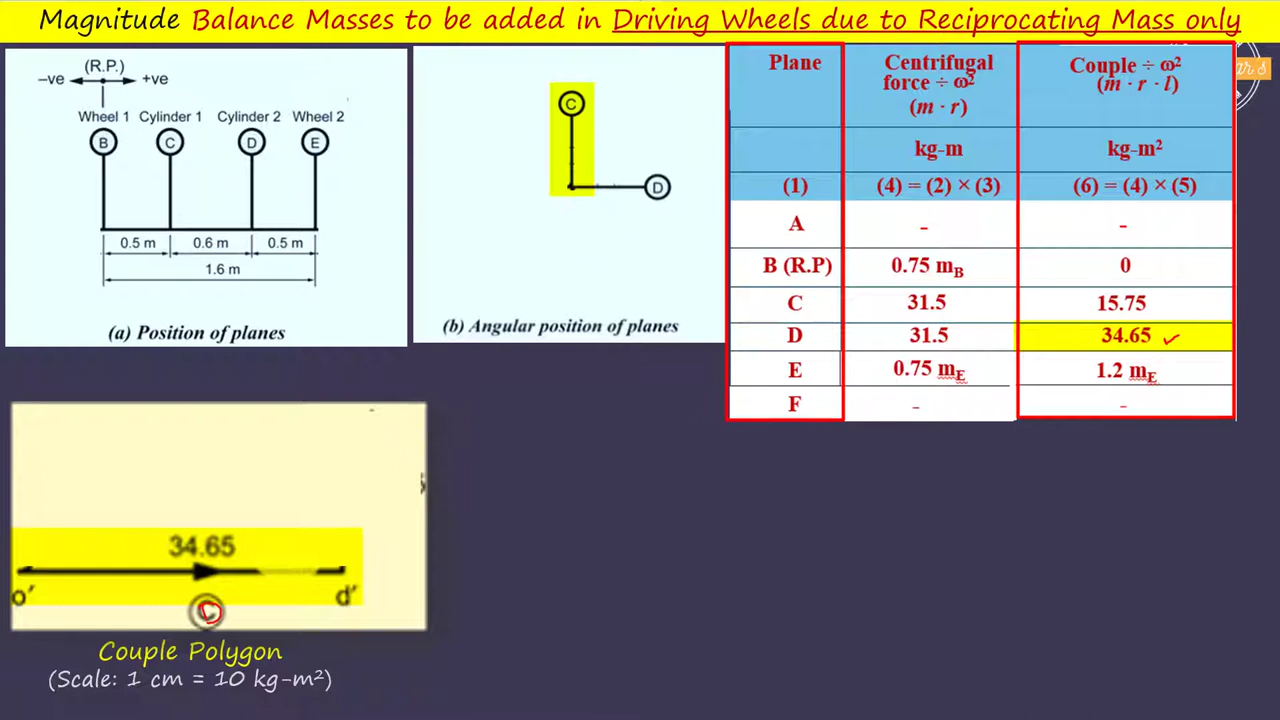 Magnitude Balance Masses to be added in Driving Wheels due to Reciprocating Mass only
(R.P.)
–ve +ve
Wheel 1 Cylinder 1 Cylinder 2 Wheel 2
B C D E
0.5 m 0.6 m 0.5 m
1.6 m
(a) Position of planes
C
D
(b) Angular position of planes
Plane Centrifugal force ÷ ω² (m · r) Couple ÷ ω² (m · r · l)
kg-m kg-m²
(1) (4) = (2) × (3) (6) = (4) × (5)
A - -
B (R.P) 0.75 mB 0
C 31.5 15.75
D 31.5 34.65 ✓
E 0.75 mE 1.2 mE
F - -
34.65
o′ d′
Couple Polygon
(Scale: 1 cm = 10 kg-m²)